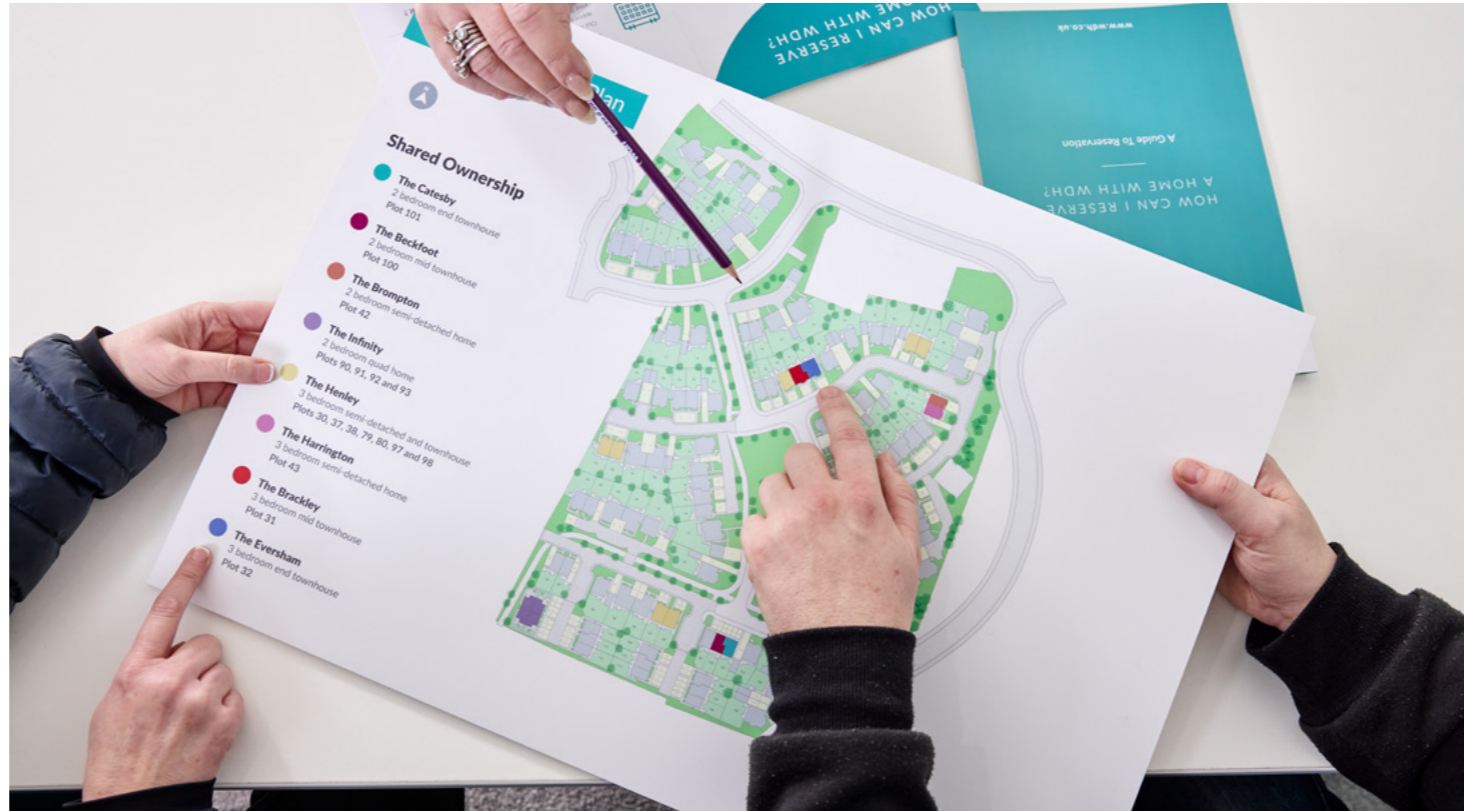 Plan
Shared Ownership
The Catesby
2 bedroom end townhouse
Plot 101
The Beckfoot
2 bedroom mid townhouse
Plot 100
The Brompton
2 bedroom semi-detached home
Plot 42
The Infinity
2 bedroom quad home
Plots 90, 91, 92 and 93
The Henley
3 bedroom semi-detached and townhouse
Plots 30, 37, 38, 79, 80, 97 and 98
The Harrington
3 bedroom semi-detached home
Plot 43
The Brackley
3 bedroom mid townhouse
Plot 31
The Eversham
3 bedroom end townhouse
Plot 32
HOW CAN I RESERVE
A HOME WITH WDH?
HOW CAN I RESERVE
A HOME WITH WDH?
A Guide To Reservation
www.wdh.co.uk